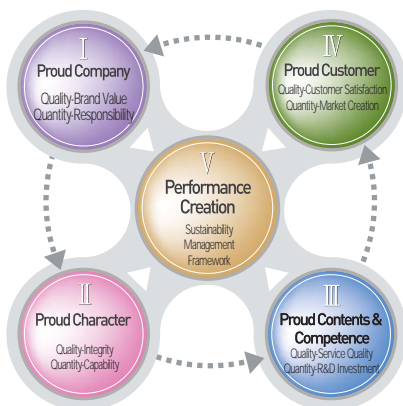 I
Proud Company
Quality-Brand Value
Quantity-Responsibility
IV
Proud Customer
Quality-Customer Satisfaction
Quantity-Market Creation
V
Performance
Creation
Sustainability
Management
Framework
II
Proud Character
Quality-Integrity
Quantity-Capability
III
Proud Contents &
Competence
Quality-Service Quality
Quantity-R&D Investment